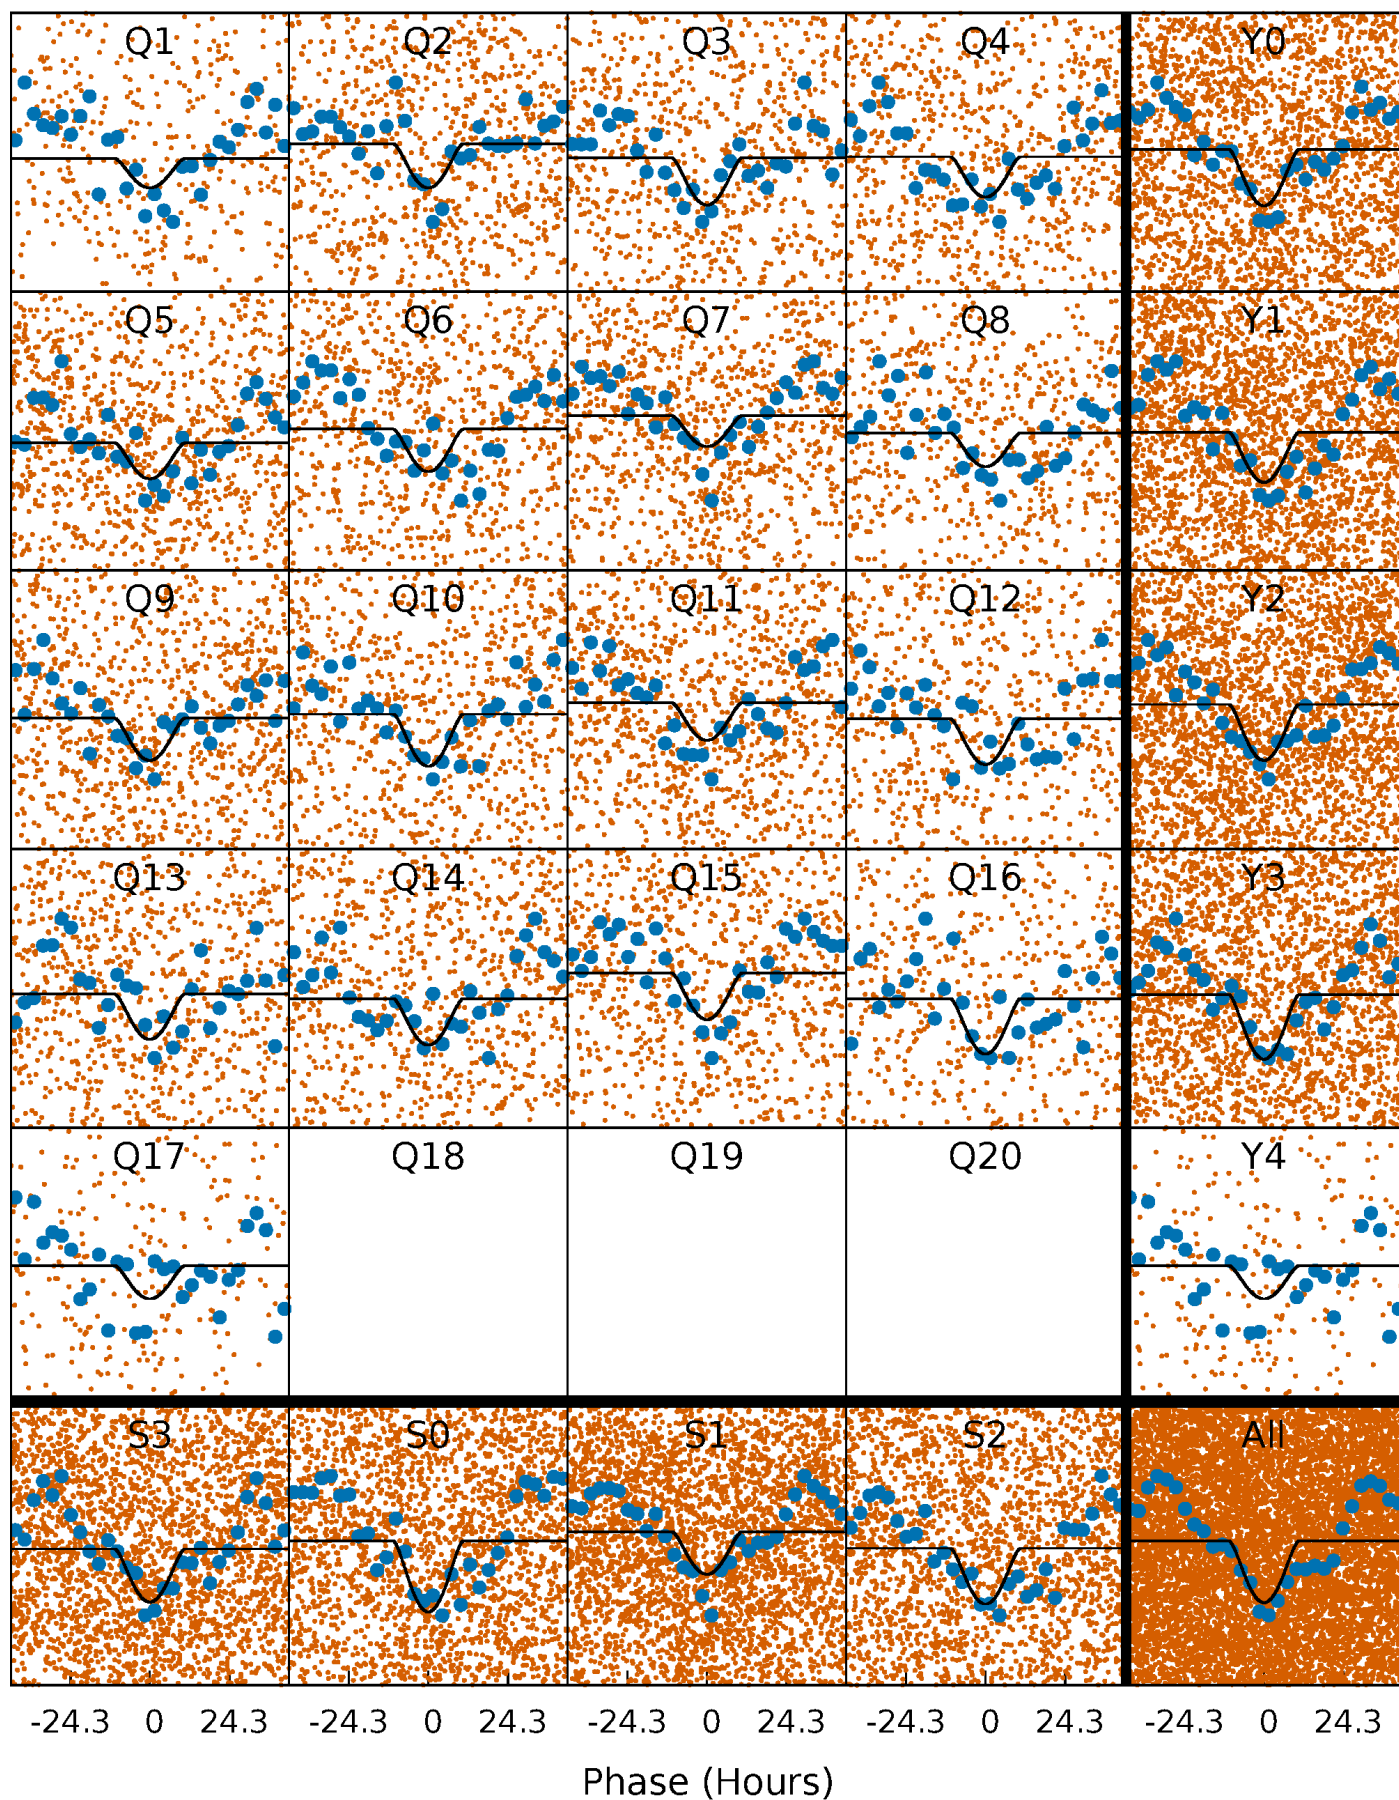 Q1 Q2 Q3 Q4 Y0
Q5 Q6 Q7 Q8 Y1
Q9 Q10 Q11 Q12 Y2
Q13 Q14 Q15 Q16 Y3
Q17 Q18 Q19 Q20 Y4
S3 S0 S1 S2 All
-24.3 0 24.3 -24.3 0 24.3 -24.3 0 24.3 -24.3 0 24.3 -24.3 0 24.3
Phase (Hours)